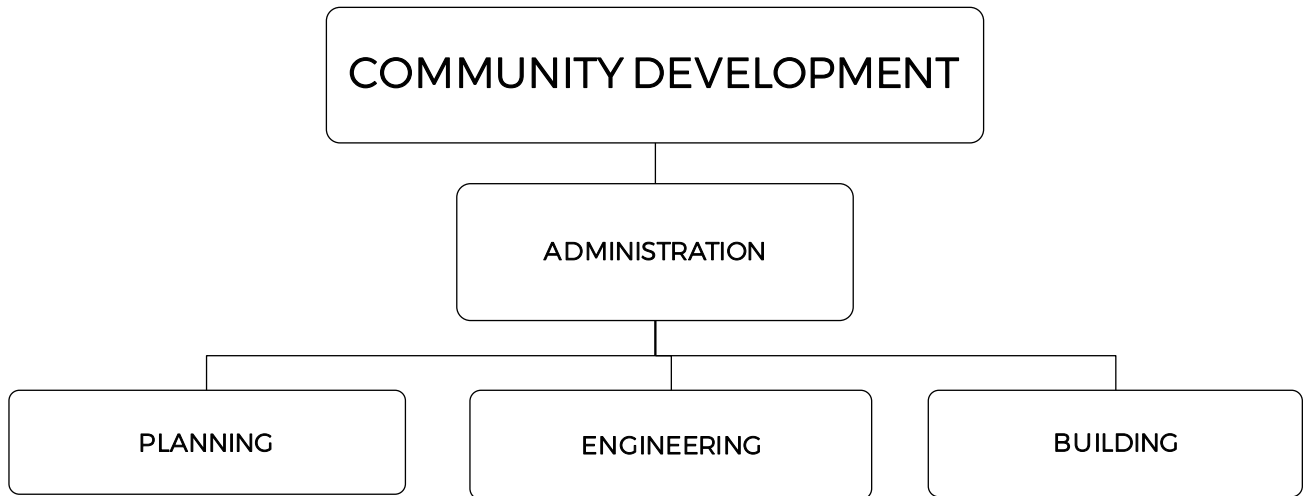 COMMUNITY DEVELOPMENT
ADMINISTRATION
PLANNING
ENGINEERING
BUILDING